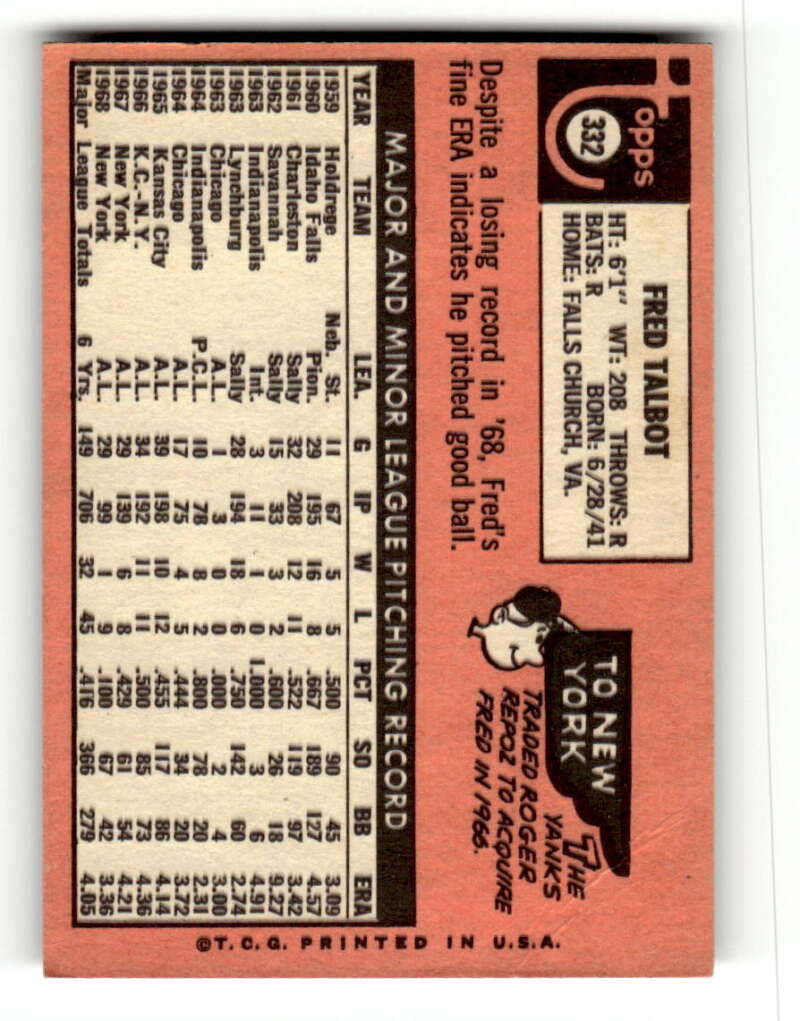 Topps
332
FRED TALBOT
HT: 6'1" WT: 208 THROWS: R
BATS: R BORN: 6/28/41
HOME: FALLS CHURCH, VA.
TO NEW
YORK
THE
YANKS
TRADED ROGER
REPOZ TO ACQUIRE
FRED IN 1966.
Despite a losing record in '68, Fred's
fine ERA indicates he pitched good ball.
MAJOR AND MINOR LEAGUE PITCHING RECORD
YEAR TEAM LEA. G IP W L PCT SO BB ERA
1959 Holdrege Neb. St. 11 67 5 5 .500 90 45 3.09
1960 Idaho Falls Pion. 29 195 16 8 .667 189 127 4.57
1961 Charleston Sally 32 208 12 11 .522 119 97 3.42
1962 Savannah Sally 15 33 3 2 .600 26 18 9.27
1963 Indianapolis Int. 3 11 1 0 1.000 3 6 4.91
1963 Lynchburg Sally 28 194 18 6 .750 142 60 2.74
1963 Chicago A.L. 1 3 0 0 .000 2 4 3.00
1964 Indianapolis P.C.L. 10 78 8 2 .800 78 20 2.31
1964 Chicago A.L. 17 75 4 5 .444 34 20 3.72
1965 Kansas City A.L. 39 198 10 12 .455 117 86 4.14
1966 K.C.-N.Y. A.L. 34 192 11 11 .500 85 73 4.36
1967 New York A.L. 29 139 6 8 .429 61 54 4.21
1968 New York A.L. 29 99 1 9 .100 67 42 3.36
Major League Totals 6 Yrs. 149 706 32 45 .416 366 279 4.05
©T.C.G. PRINTED IN U.S.A.